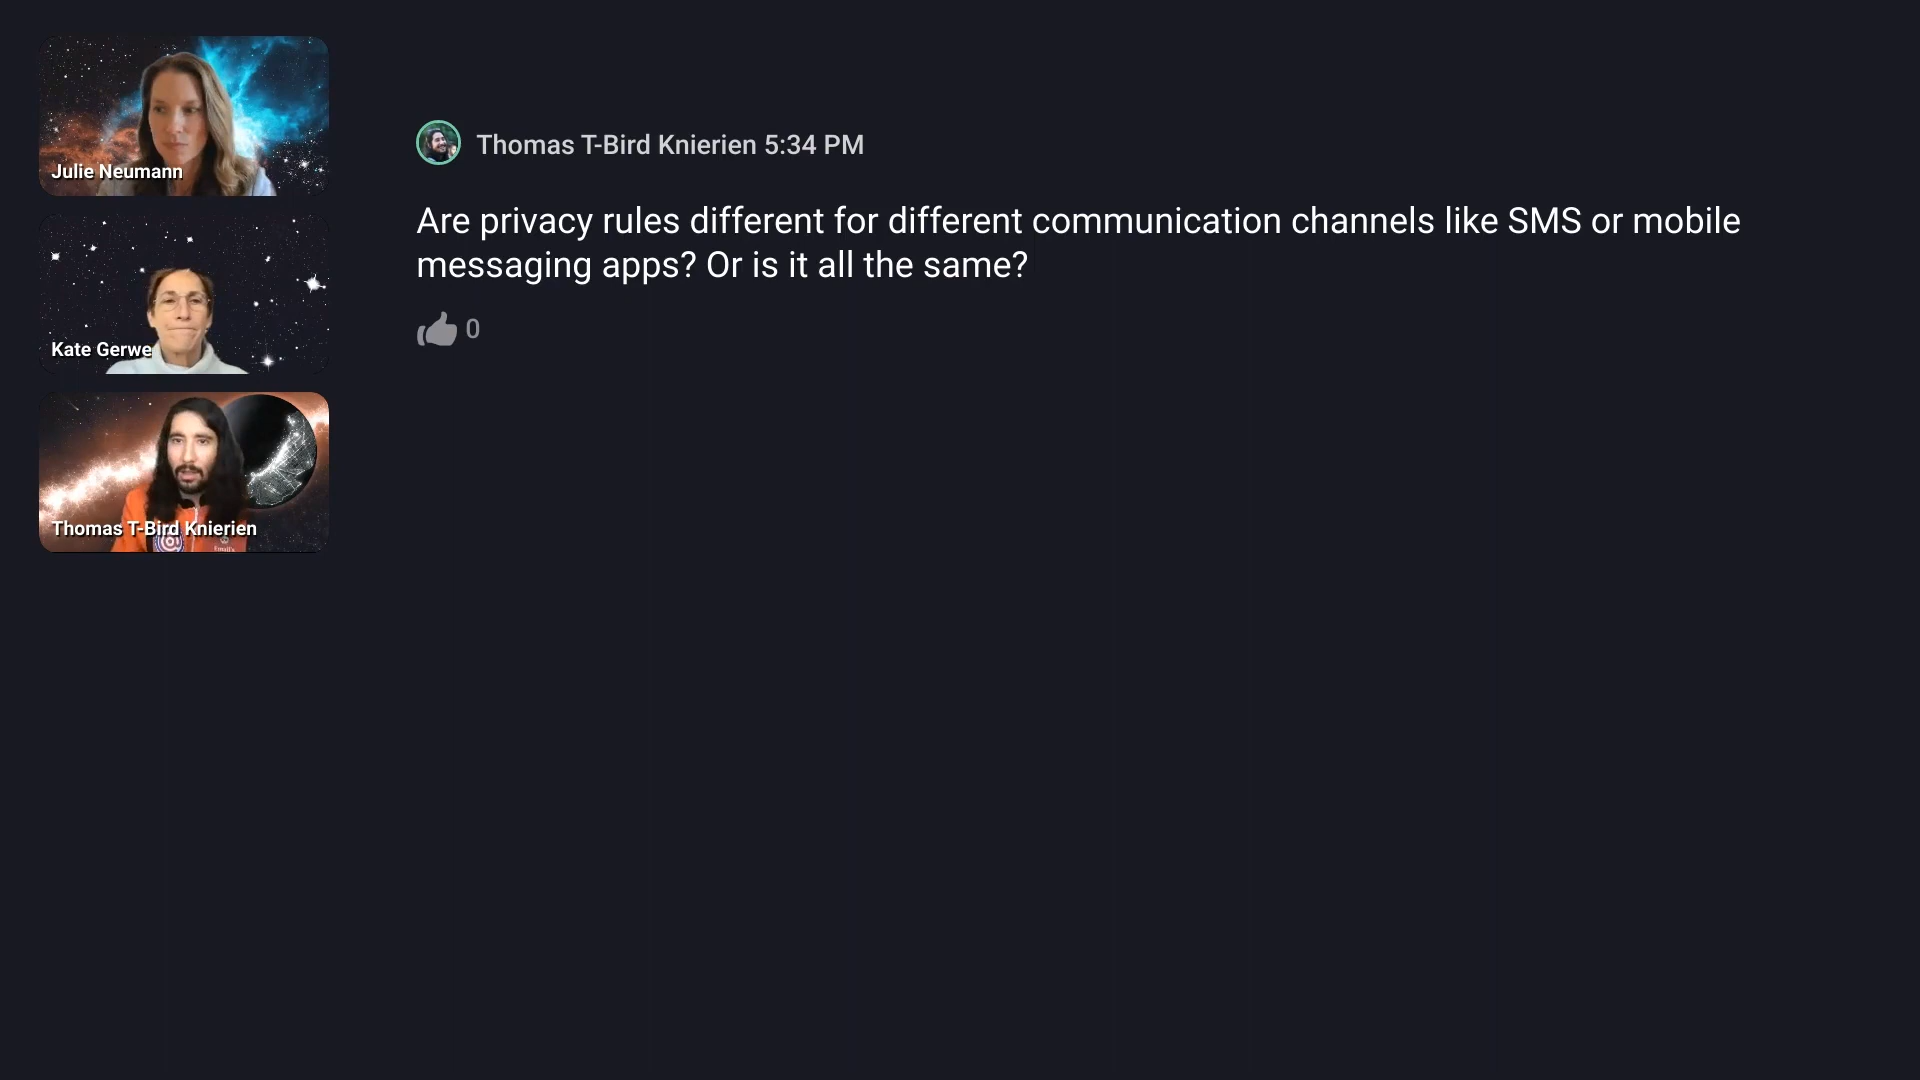 Julie Neumann
Kate Gerwe
Thomas T-Bird Knierien
Email's
Thomas T-Bird Knierien 5:34 PM
Are privacy rules different for different communication channels like SMS or mobile
messaging apps? Or is it all the same?
0